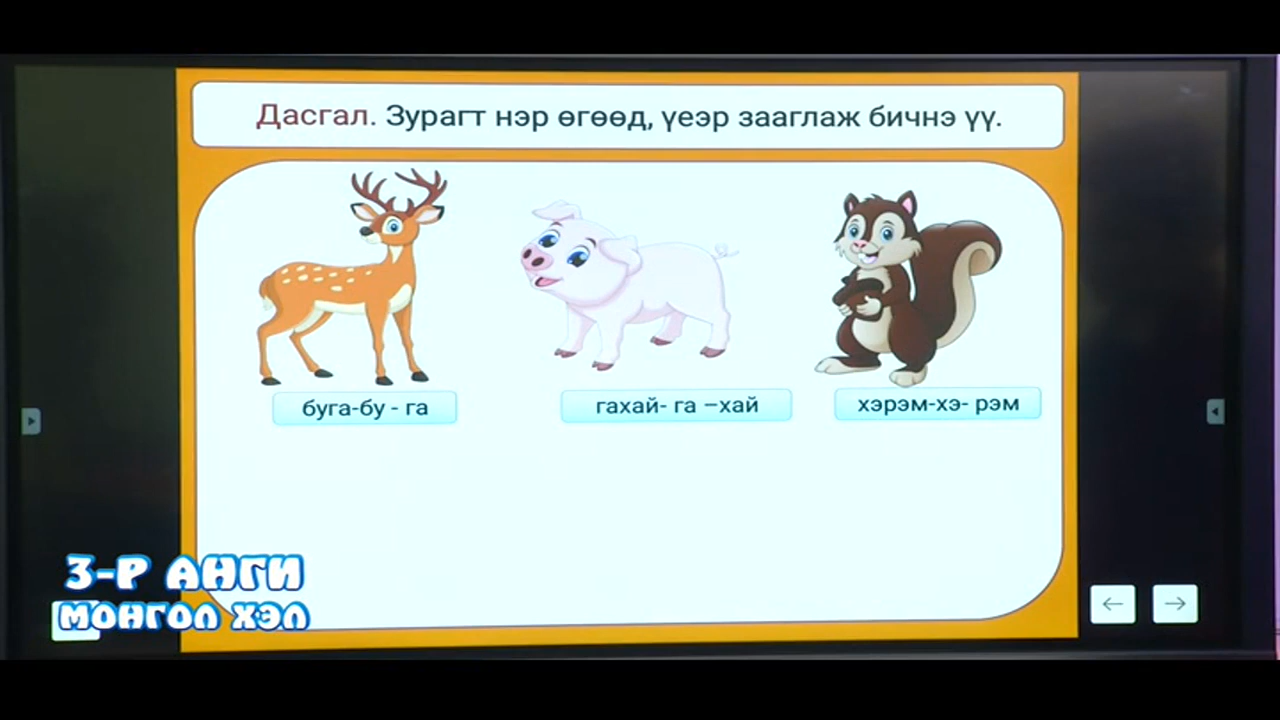 Дасгал. Зурагт нэр өгөөд, үеэр зааглаж бичнэ үү.
буга-бу - га
гахай- га –хай
хэрэм-хэ- рэм
3-Р АНГИ
МОНГОЛ ХЭЛ